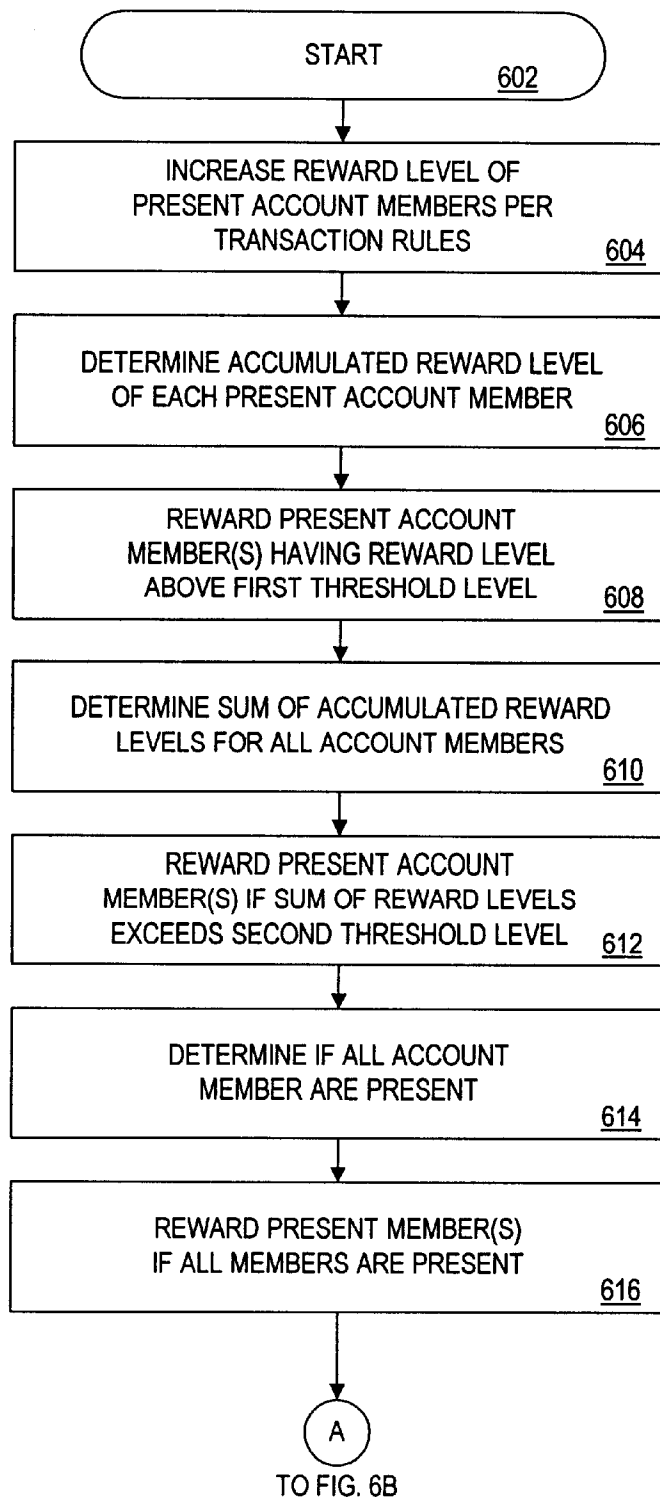 START
602
INCREASE REWARD LEVEL OF
PRESENT ACCOUNT MEMBERS PER
TRANSACTION RULES
604
DETERMINE ACCUMULATED REWARD LEVEL
OF EACH PRESENT ACCOUNT MEMBER
606
REWARD PRESENT ACCOUNT
MEMBER(S) HAVING REWARD LEVEL
ABOVE FIRST THRESHOLD LEVEL
608
DETERMINE SUM OF ACCUMULATED REWARD
LEVELS FOR ALL ACCOUNT MEMBERS
610
REWARD PRESENT ACCOUNT
MEMBER(S) IF SUM OF REWARD LEVELS
EXCEEDS SECOND THRESHOLD LEVEL
612
DETERMINE IF ALL ACCOUNT
MEMBER ARE PRESENT
614
REWARD PRESENT MEMBER(S)
IF ALL MEMBERS ARE PRESENT
616
A
TO FIG. 6B